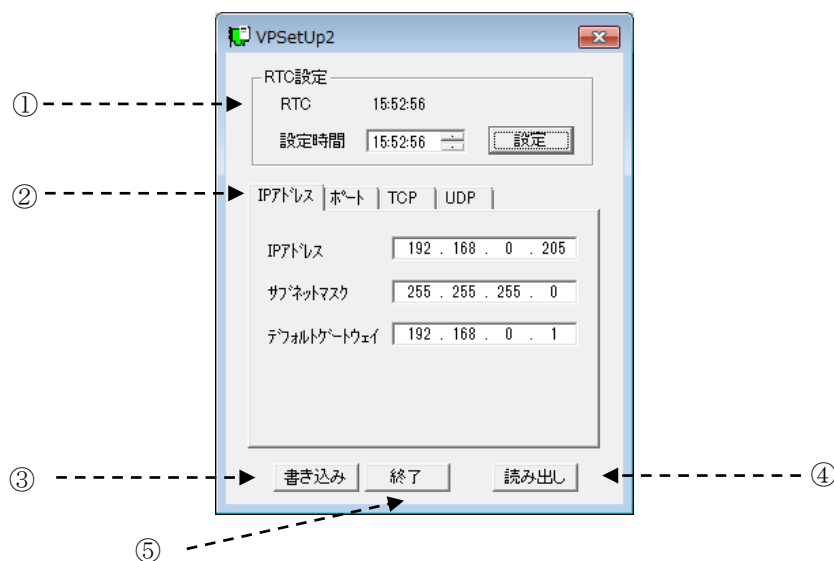 VPSetUp2
RTC設定
① RTC 15:52:56
設定時間 15:52:56 設定
② IPアドレス ポート TCP UDP
IPアドレス 192 . 168 . 0 . 205
サブネットマスク 255 . 255 . 255 . 0
デフォルトゲートウェイ 192 . 168 . 0 . 1
③ 書き込み 終了 読み出し ④
⑤